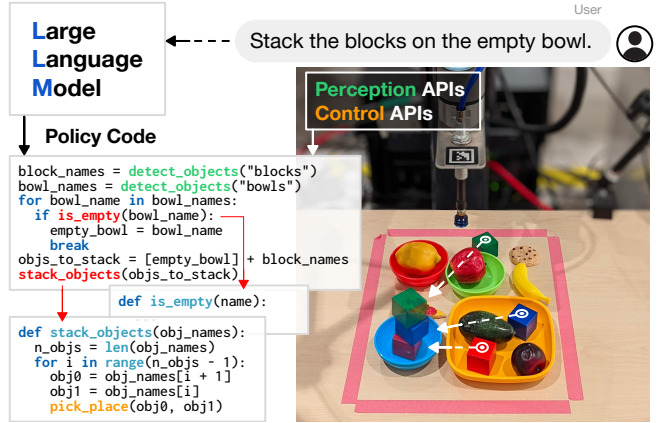 User
Stack the blocks on the empty bowl.
Large
Language
Model
Perception APIs
Control APIs
Policy Code
block_names = detect_objects("blocks")
bowl_names = detect_objects("bowls")
for bowl_name in bowl_names:
  if is_empty(bowl_name):
    empty_bowl = bowl_name
    break
objs_to_stack = [empty_bowl] + block_names
stack_objects(objs_to_stack)
def is_empty(name):
...
def stack_objects(obj_names):
  n_objs = len(obj_names)
  for i in range(n_objs - 1):
    obj0 = obj_names[i + 1]
    obj1 = obj_names[i]
    pick_place(obj0, obj1)